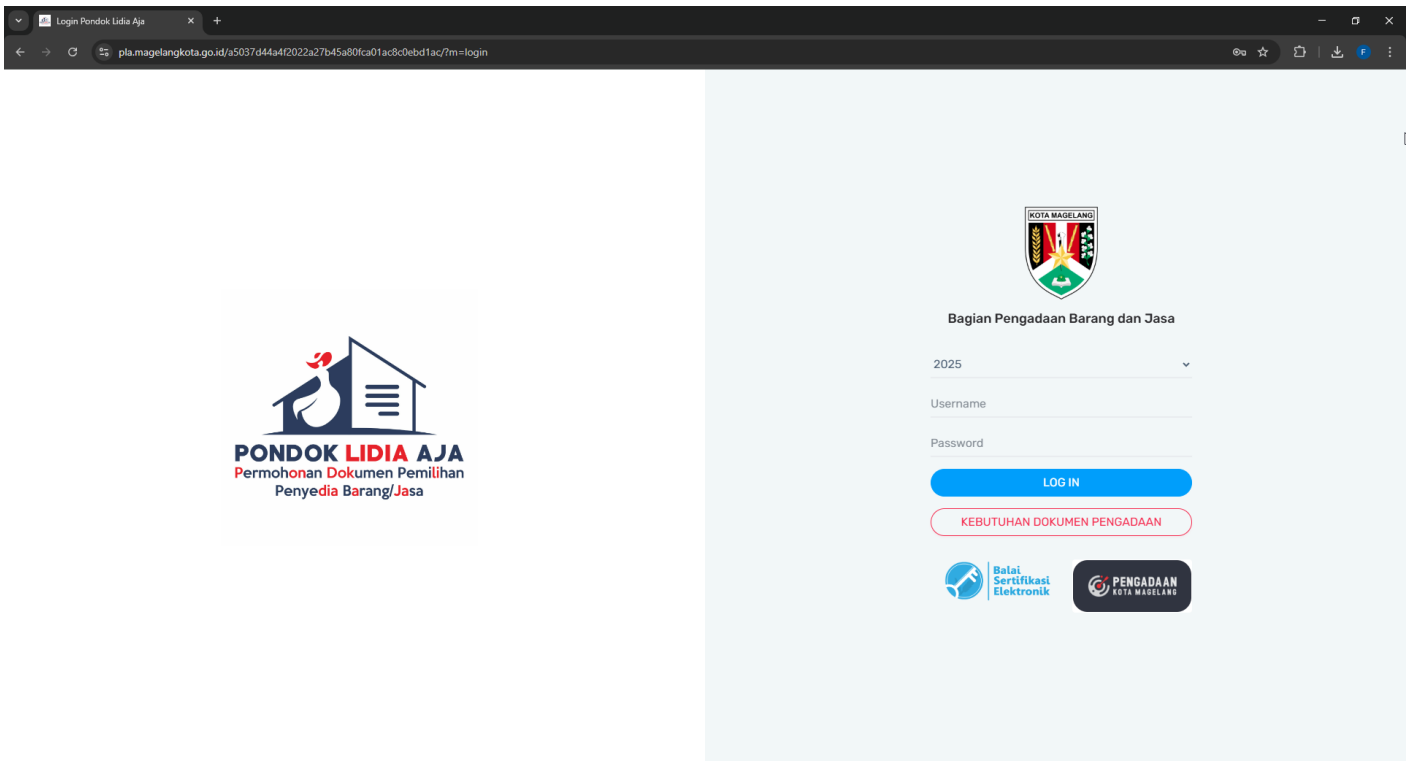 Login Pondok Lidia Aja
pla.magelangkota.go.id/a5037d44a4f2022a27b45a80fca01ac8c0ebd1ac/?m=login
F
PONDOK LIDIA AJA
Permohonan Dokumen Pemilihan
Penyedia Barang/Jasa
KOTA MAGELANG
Bagian Pengadaan Barang dan Jasa
2025
Username
Password
LOG IN
KEBUTUHAN DOKUMEN PENGADAAN
Balai
Sertifikasi
Elektronik
PENGADAAN
KOTA MAGELANG